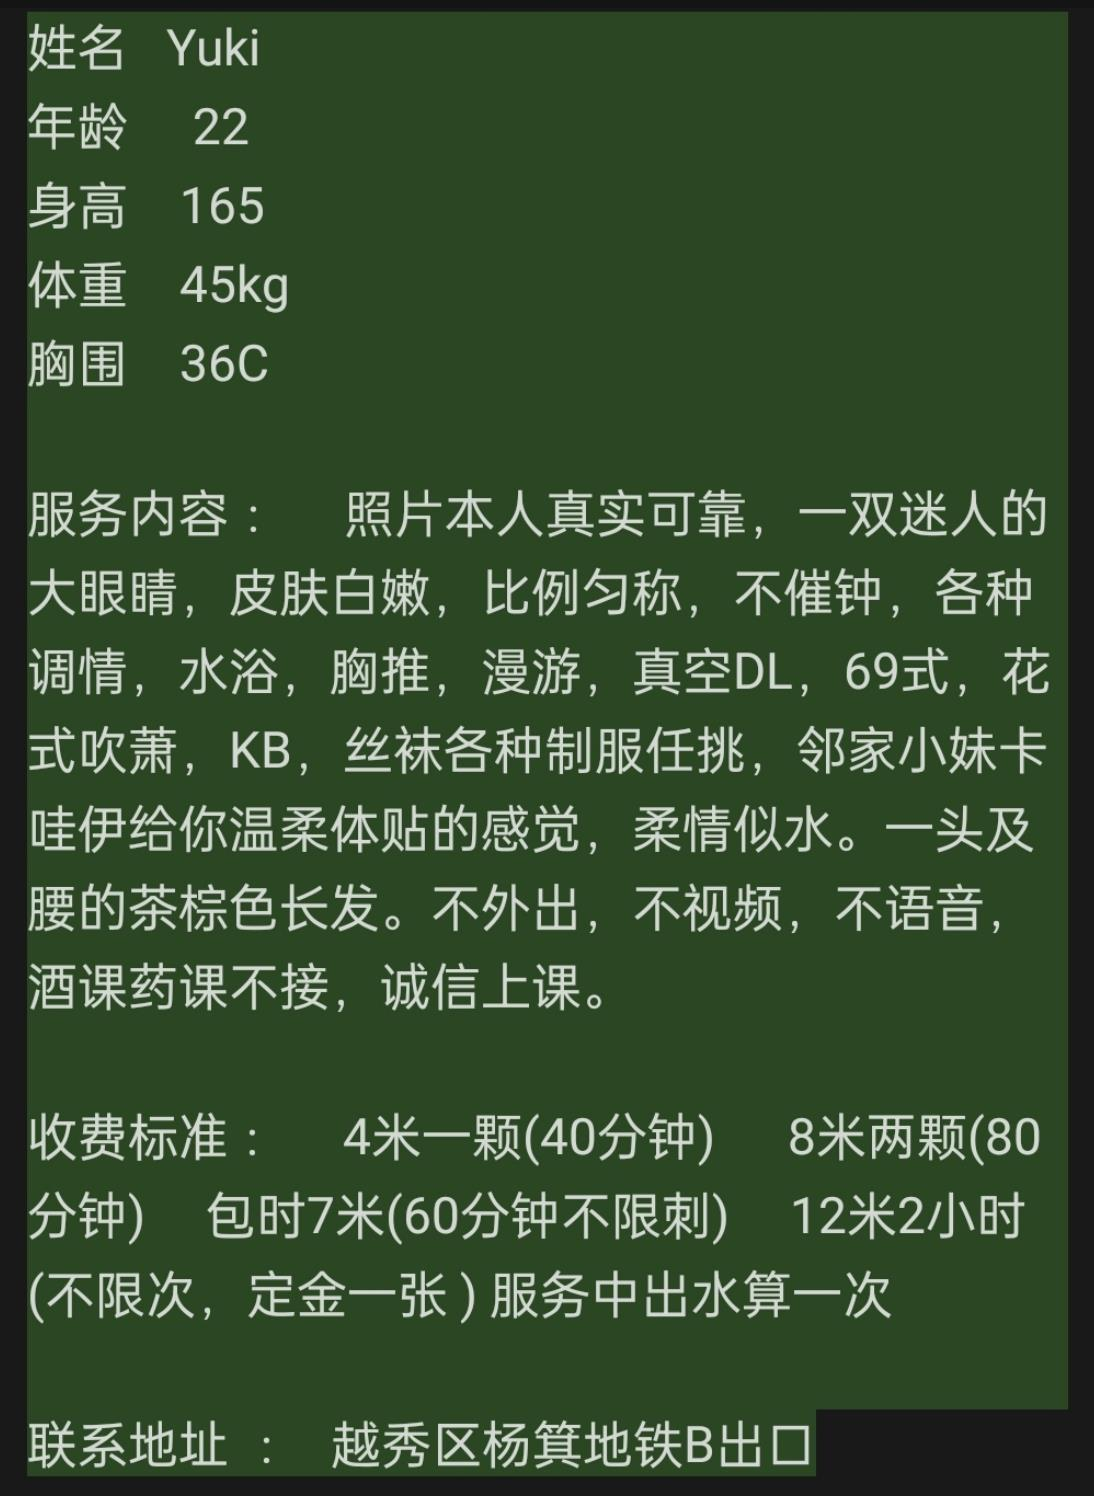 姓名 Yuki
年龄 22
身高 165
体重 45kg
胸围 36C
服务内容： 照片本人真实可靠，一双迷人的
大眼睛，皮肤白嫩，比例匀称，不催钟，各种
调情，水浴，胸推，漫游，真空DL，69式，花
式吹萧，KB，丝袜各种制服任挑，邻家小妹卡
哇伊给你温柔体贴的感觉，柔情似水。一头及
腰的茶棕色长发。不外出，不视频，不语音，
酒课药课不接，诚信上课。
收费标准： 4米一颗(40分钟) 8米两颗(80
分钟) 包时7米(60分钟不限刺) 12米2小时
(不限次，定金一张 ) 服务中出水算一次
联系地址 ： 越秀区杨箕地铁B出口